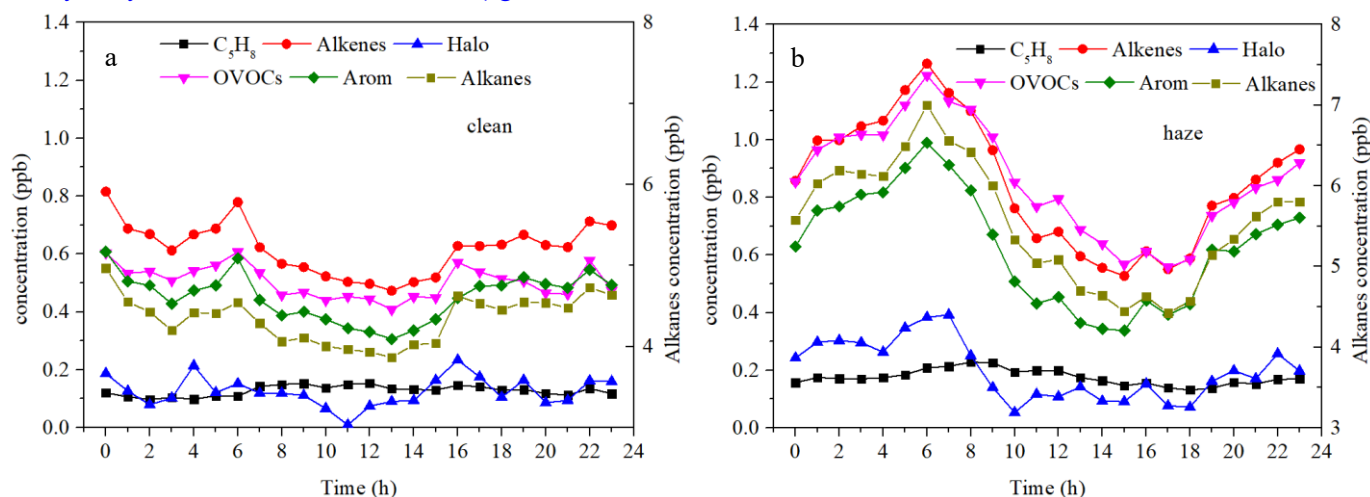 a
C5H8 Alkenes Halo
OVOCs Arom Alkanes
clean
concentration (ppb)
1.4
1.2
1.0
0.8
0.6
0.4
0.2
0.0
8
6
4
Alkanes concentration (ppb)
0 2 4 6 8 10 12 14 16 18 20 22 24
Time (h)
b
C5H8 Alkenes Halo
OVOCs Arom Alkanes
haze
concentration (ppb)
1.4
1.2
1.0
0.8
0.6
0.4
0.2
0.0
8
7
6
5
4
3
Alkanes concentration (ppb)
0 2 4 6 8 10 12 14 16 18 20 22 24
Time (h)